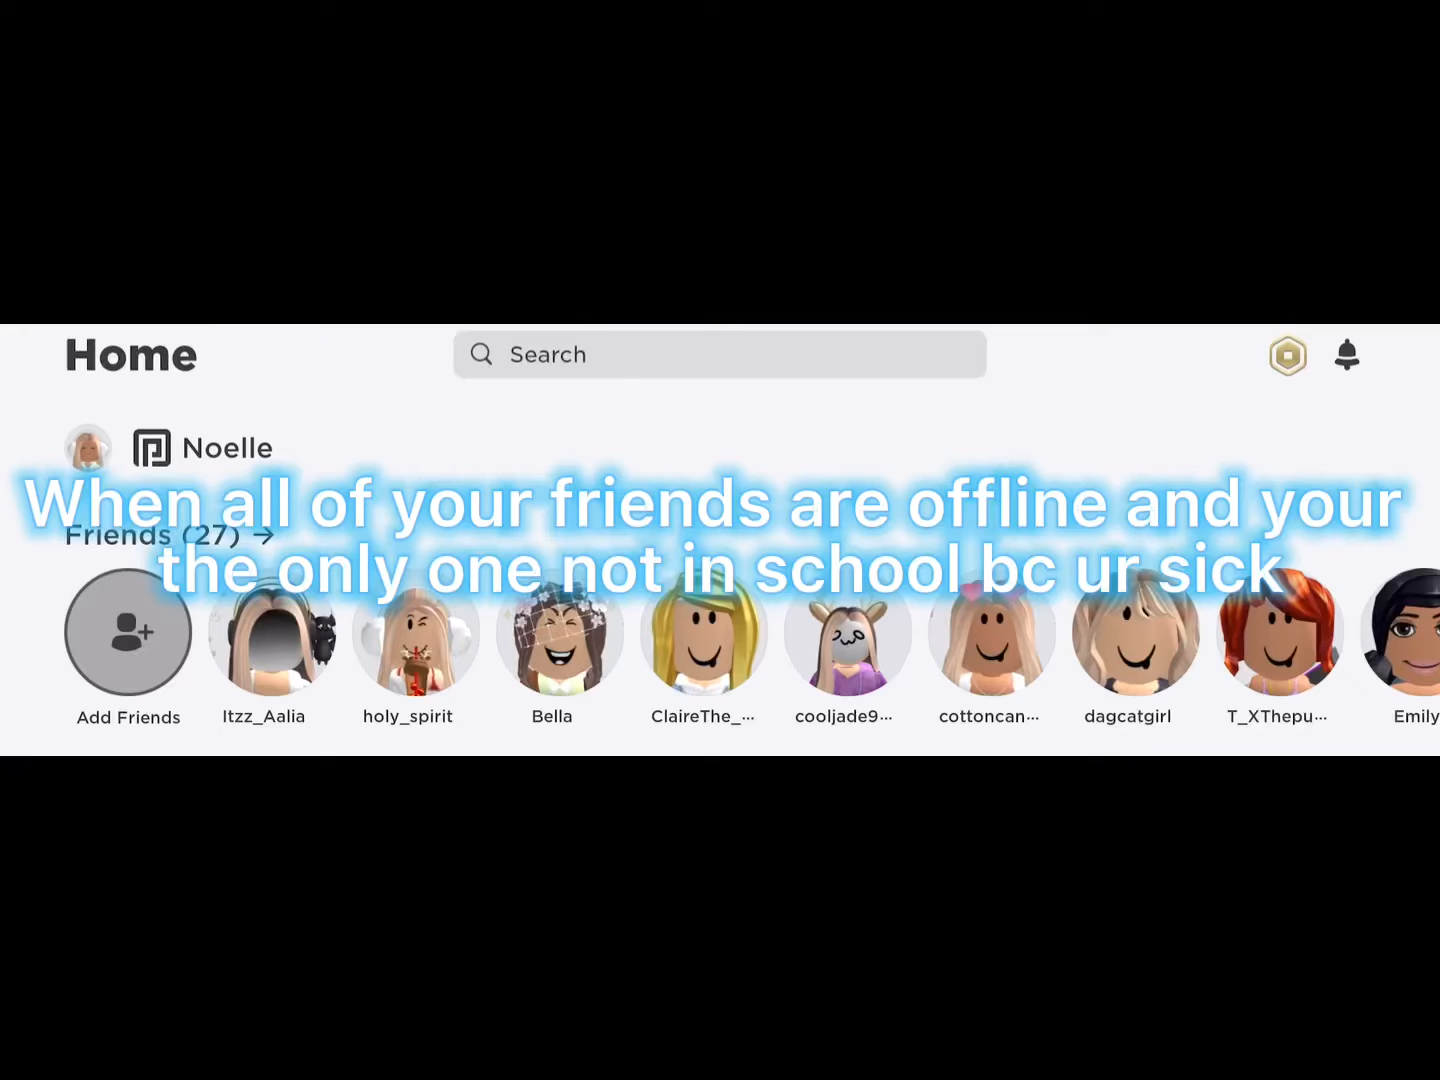 Home
Search
Noelle
When all of your friends are offline and your
the only one not in school bc ur sick
Friends (27) →
Add Friends
Itzz_Aalia
holy_spirit
Bella
ClaireThe_...
cooljade9...
cottoncan...
dagcatgirl
T_XThepu...
Emily